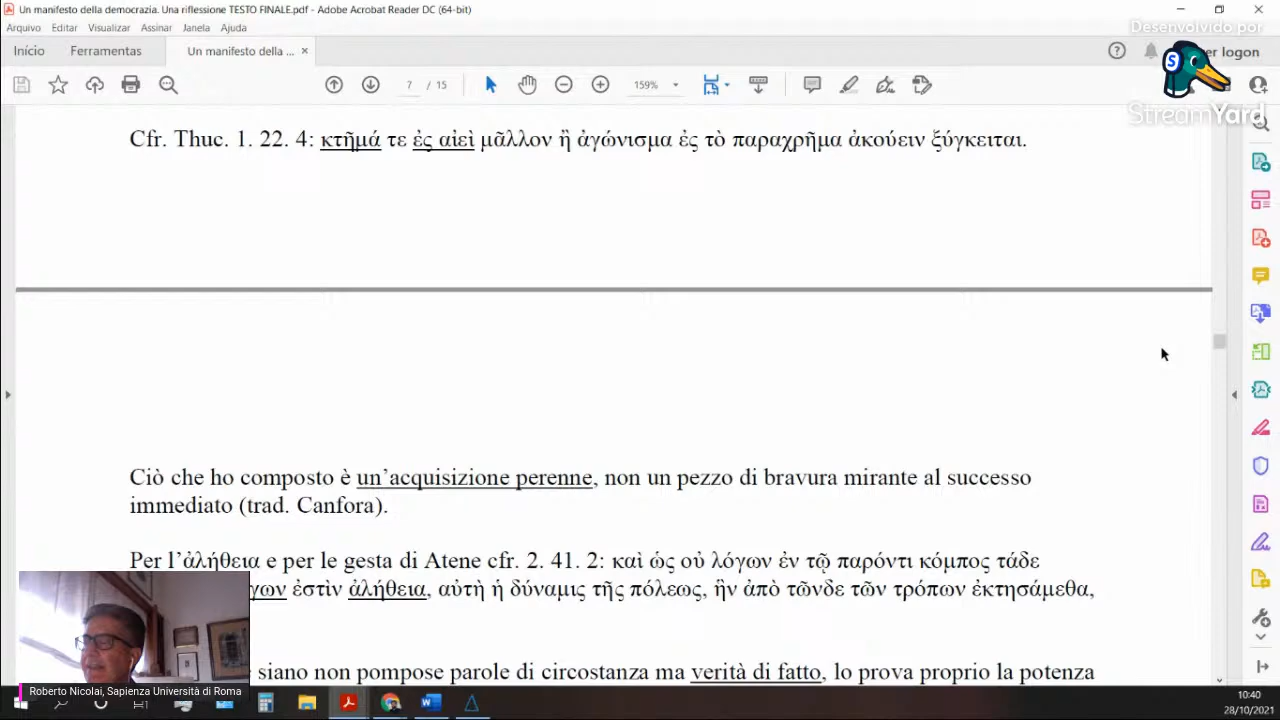 Un manifesto della democrazia. Una riflessione TESTO FINALE.pdf - Adobe Acrobat Reader DC (64-bit)
Arquivo Editar Visualizar Assinar Janela Ajuda
Desenvolvido por
Início Ferramentas Un manifesto della ... × er logon
7 / 15 159%
StreamYard
Cfr. Thuc. 1. 22. 4: κτῆμά τε ἐς αἰεὶ μᾶλλον ἢ ἀγώνισμα ἐς τὸ παραχρῆμα ἀκούειν ξύγκειται.
Ciò che ho composto è un’acquisizione perenne, non un pezzo di bravura mirante al successo
immediato (trad. Canfora).
Per l’ἀλήθεια e per le gesta di Atene cfr. 2. 41. 2: καὶ ὡς οὐ λόγων ἐν τῷ παρόντι κόμπος τάδε
γων ἐστὶν ἀλήθεια, αὐτὴ ἡ δύναμις τῆς πόλεως, ἣν ἀπὸ τῶνδε τῶν τρόπων ἐκτησάμεθα,
siano non pompose parole di circostanza ma verità di fatto, lo prova proprio la potenza
Roberto Nicolai, Sapienza Università di Roma
10:40
28/10/2021